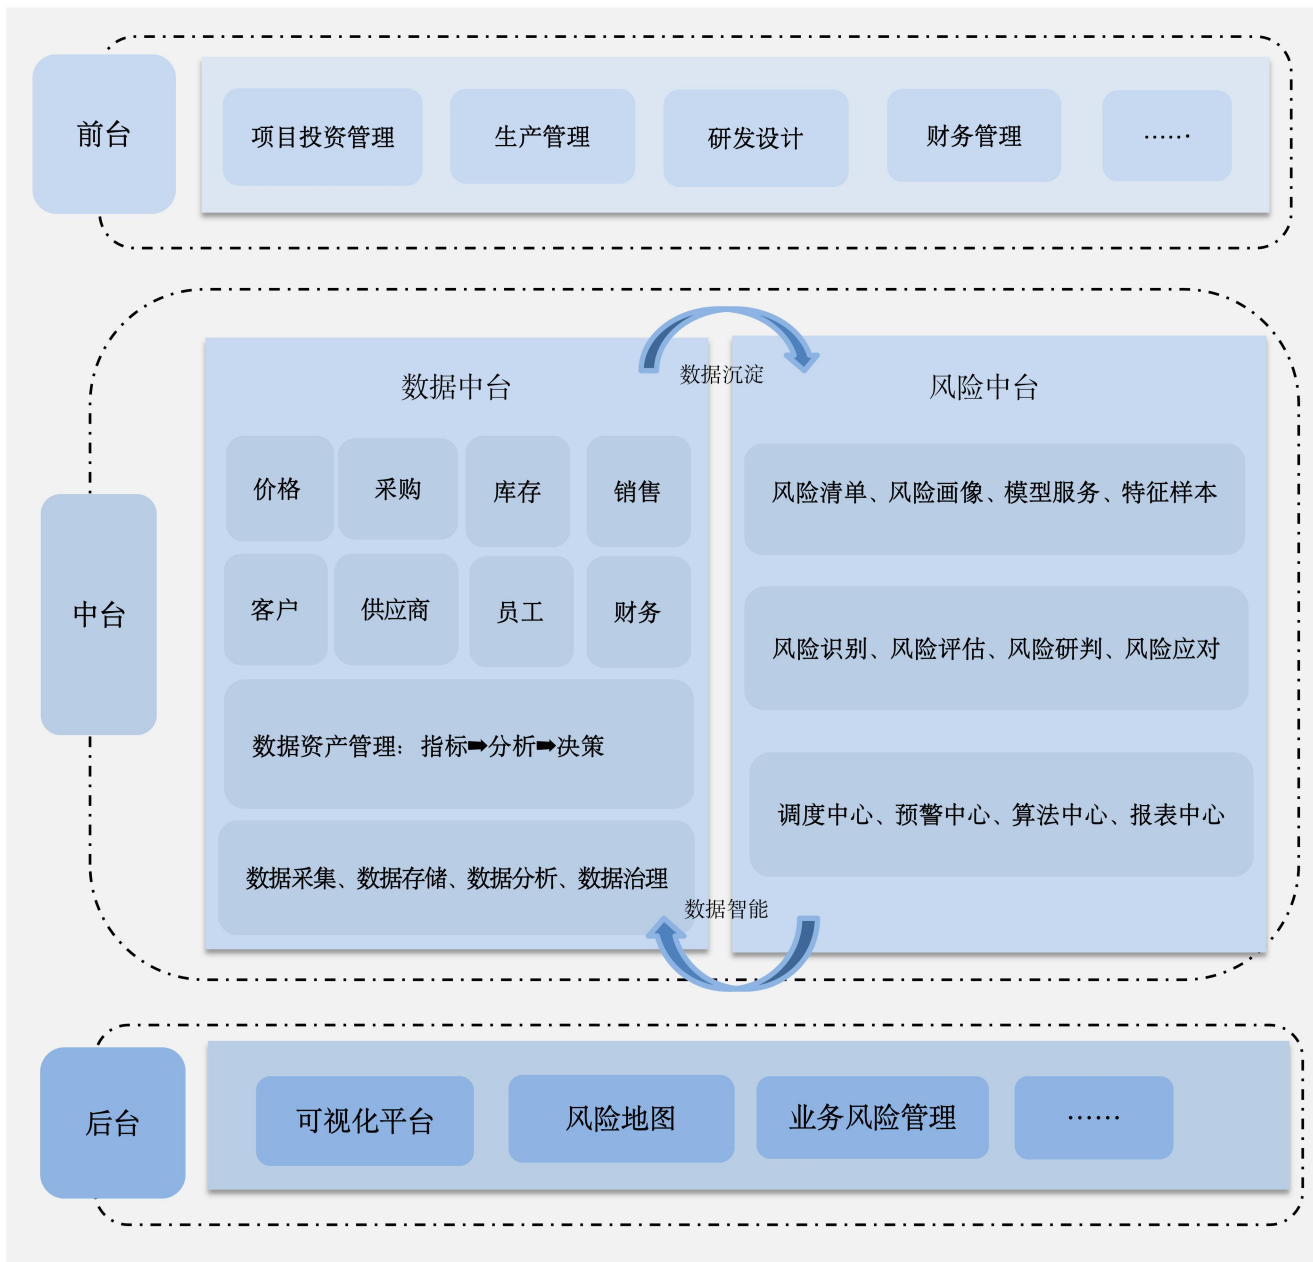 前台
项目投资管理
生产管理
研发设计
财务管理
……
中台
数据中台
数据沉淀
风险中台
价格
采购
库存
销售
客户
供应商
员工
财务
数据资产管理：指标➡分析➡决策
数据采集、数据存储、数据分析、数据治理
风险清单、风险画像、模型服务、特征样本
风险识别、风险评估、风险研判、风险应对
调度中心、预警中心、算法中心、报表中心
数据智能
后台
可视化平台
风险地图
业务风险管理
……